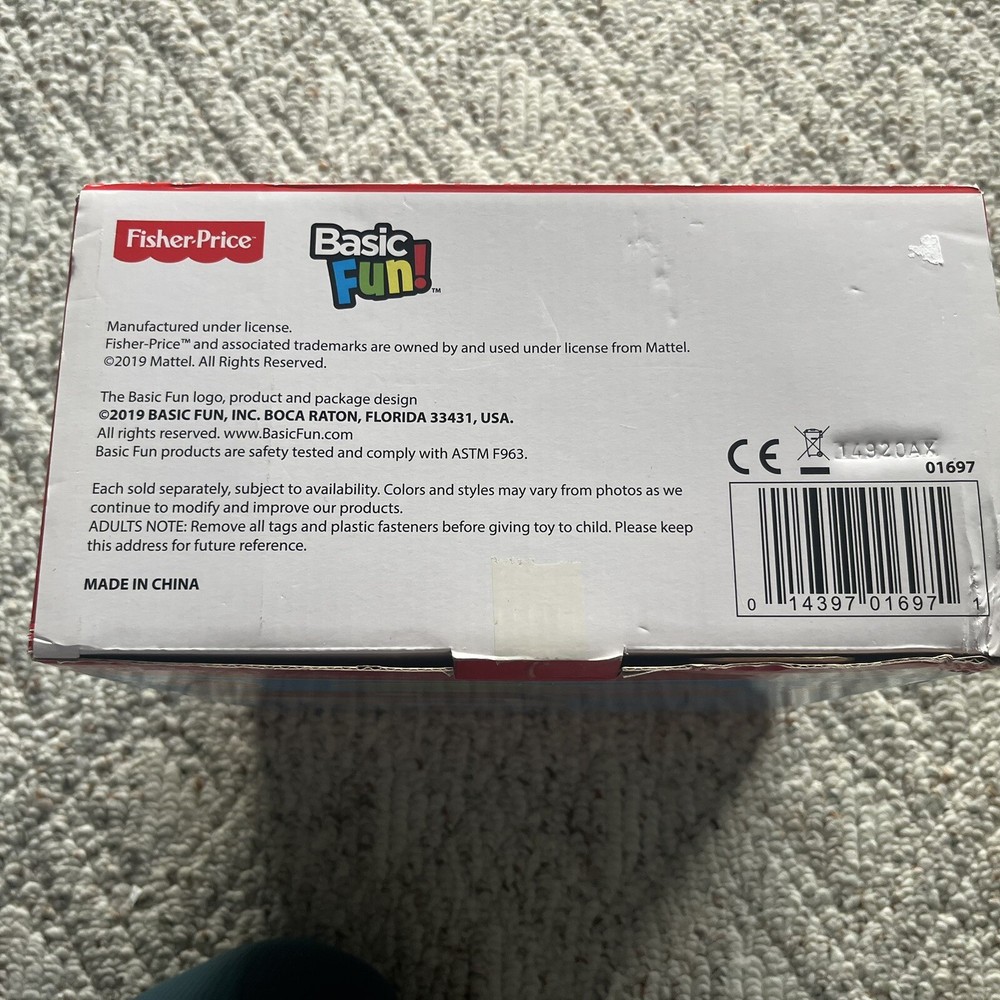 Fisher-Price
Basic
Fun!™
Manufactured under license.
Fisher-Price™ and associated trademarks are owned by and used under license from Mattel.
©2019 Mattel. All Rights Reserved.
The Basic Fun logo, product and package design
©2019 BASIC FUN, INC. BOCA RATON, FLORIDA 33431, USA.
All rights reserved. www.BasicFun.com
Basic Fun products are safety tested and comply with ASTM F963.
Each sold separately, subject to availability. Colors and styles may vary from photos as we
continue to modify and improve our products.
ADULTS NOTE: Remove all tags and plastic fasteners before giving toy to child. Please keep
this address for future reference.
MADE IN CHINA
CE 14920AX
01697
0 14397 01697 1